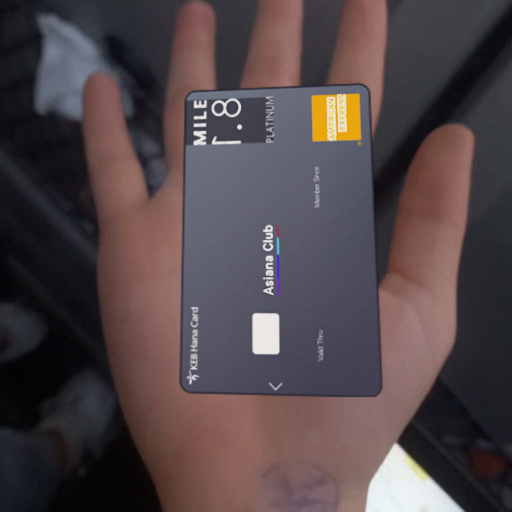 KEB Hana Card
MILE
1.8
PLATINUM
Asiana Club
Member Since
Valid Thru
AMERICAN
EXPRESS